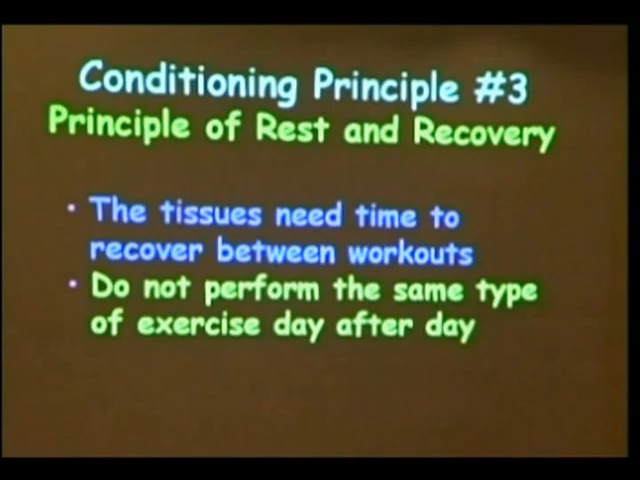 Conditioning Principle #3
Principle of Rest and Recovery
• The tissues need time to
recover between workouts
• Do not perform the same type
of exercise day after day